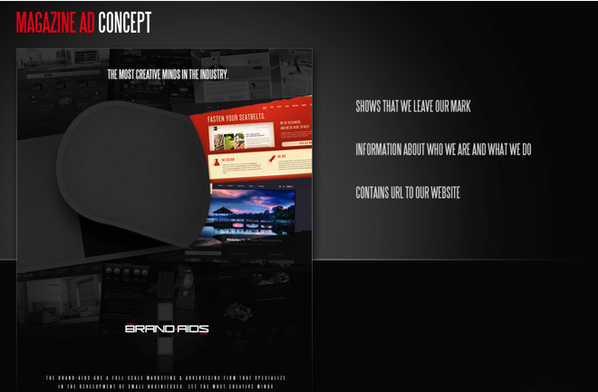 MAGAZINE AD CONCEPT
THE MOST CREATIVE MINDS IN THE INDUSTRY.
FASTEN YOUR SEATBELTS.
WE DESIGN
SHOWS THAT WE LEAVE OUR MARK
INFORMATION ABOUT WHO WE ARE AND WHAT WE DO
CONTAINS URL TO OUR WEBSITE
BRAND AIDS
THE BRAND-AIDS ARE A FULL-SCALE MARKETING & ADVERTISING FIRM THAT SPECIALIZE
IN THE DEVELOPMENT OF SMALL BUSINESSES. LET THE MOST CREATIVE MINDS